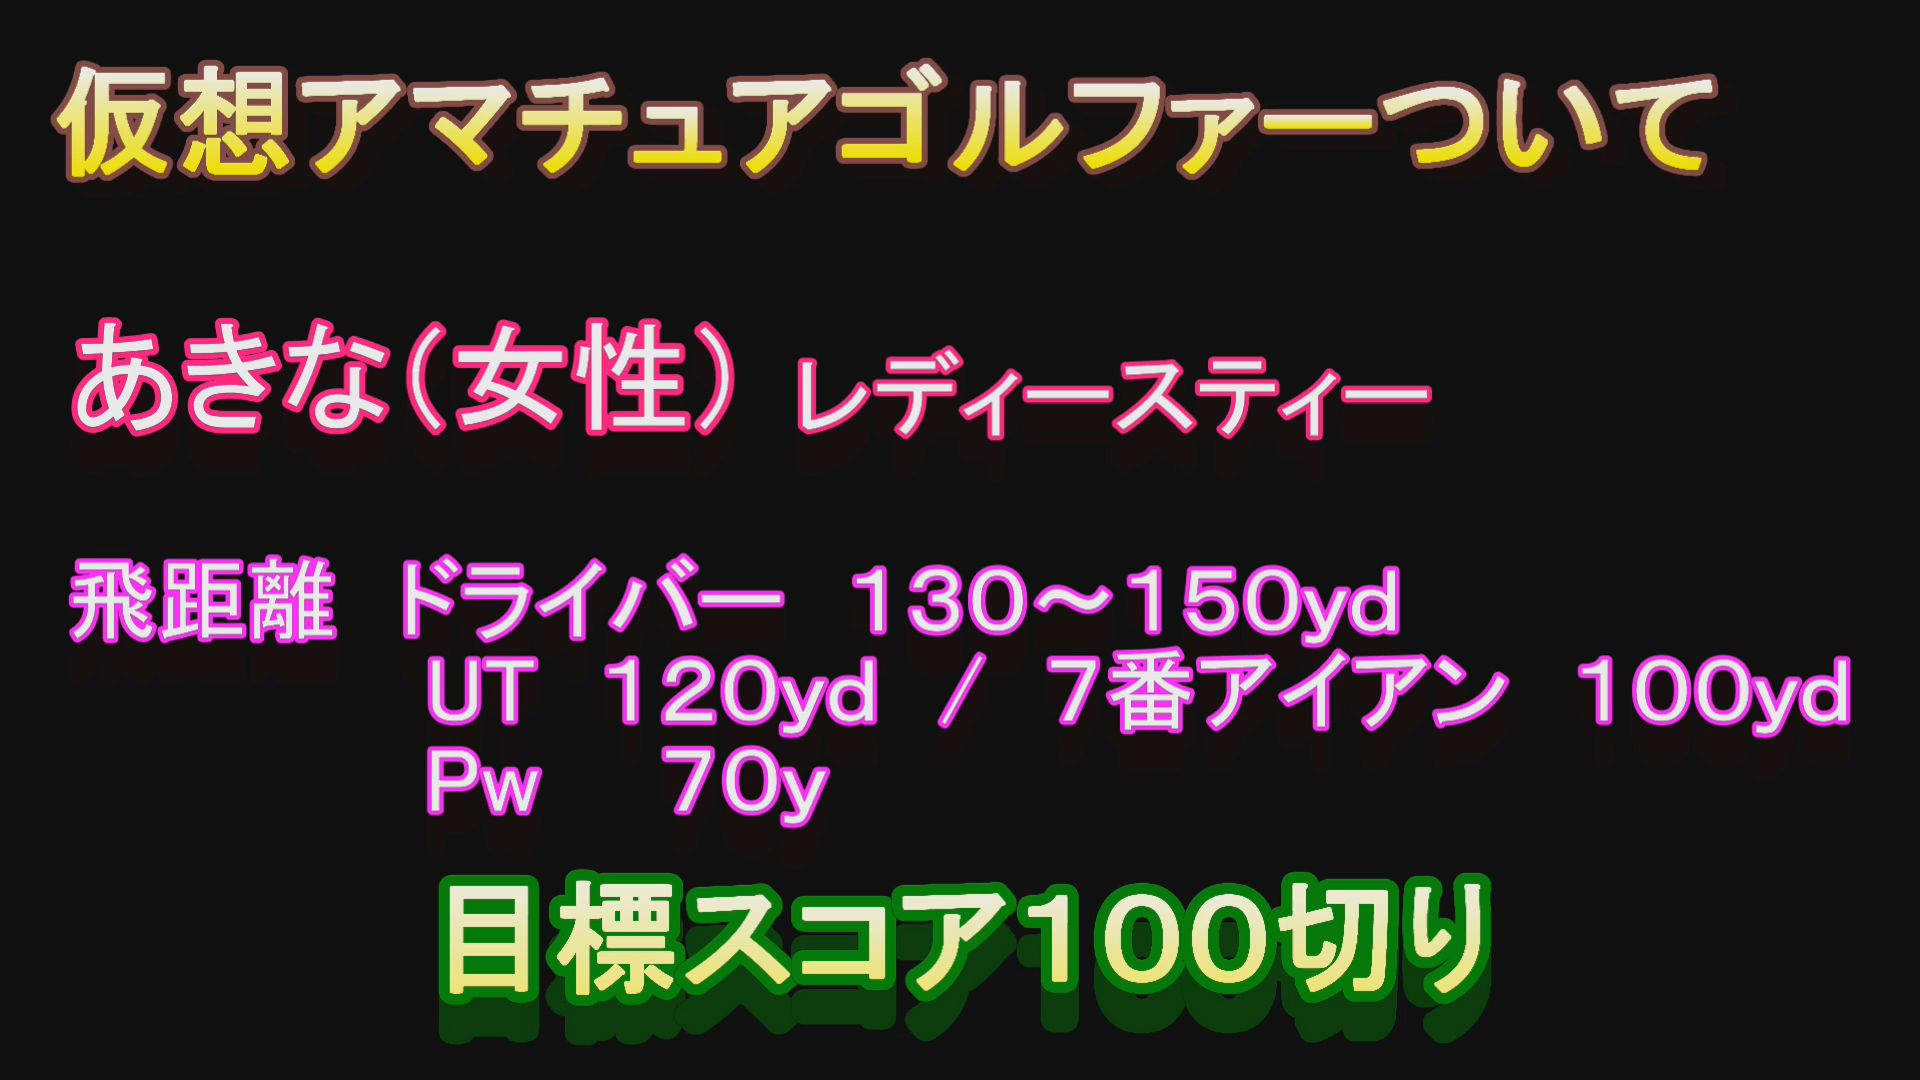 仮想アマチュアゴルファーついて
あきな（女性） レディースティー
飛距離　ドライバー　１３０～１５０yd
UT　１２０yd　/　７番アイアン　１００yd
Pw　　７０y
目標スコア１００切り